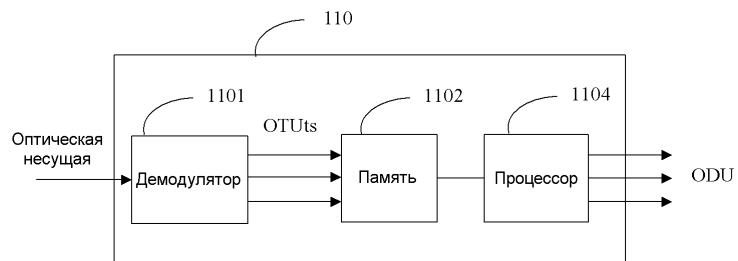 110
1101
1102
1104
OTUts
Оптическая
несущая
Демодулятор
Память
Процессор
ODU